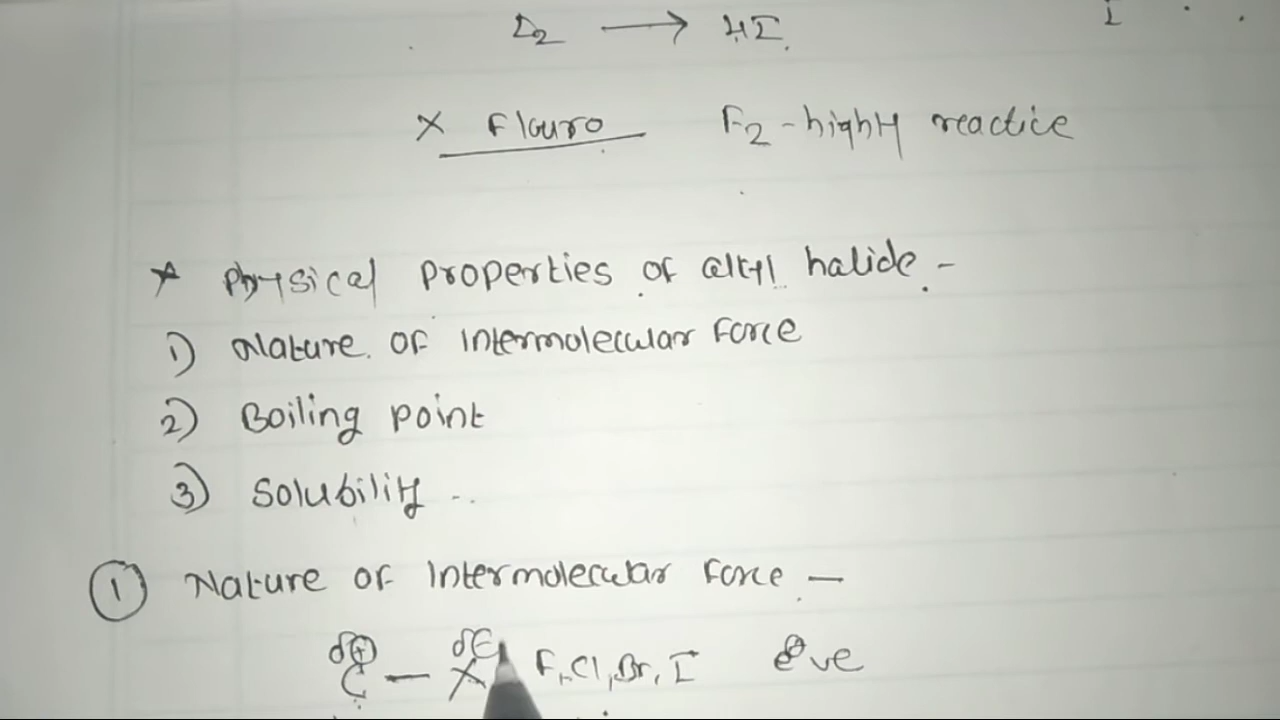 I2 → HI. I
× Flouro F2 - highly reactice
* Physical properties of alkyl halide -
1) Nature of intermolecular force
2) Boiling point
3) Solubility ..
① Nature of intermolecular force -
δ⊕ δ
C - X F, Cl, Br, I ve